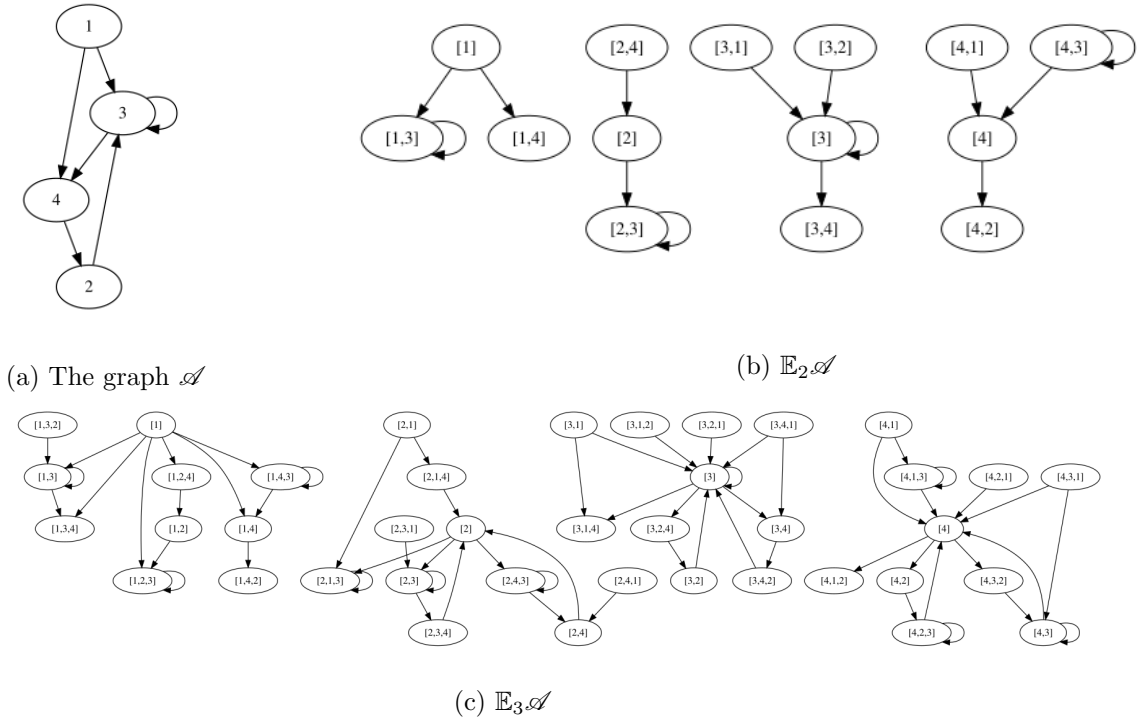 1
3
4
2
(a) The graph 𝒜
[1] [2,4] [3,1] [3,2] [4,1] [4,3]
[1,3] [1,4] [2] [3] [4]
[2,3] [3,4] [4,2]
(b) 𝔼₂𝒜
[1,3,2] [1] [2,1] [3,1] [3,1,2] [3,2,1] [3,4,1] [4,1]
[1,3] [1,2,4] [1,4,3] [2,1,4] [3] [4,1,3] [4,2,1] [4,3,1]
[1,3,4] [1,2] [1,4] [2,3,1] [2] [3,1,4] [3,2,4] [3,4] [4]
[1,2,3] [1,4,2] [2,1,3] [2,3] [2,4,3] [2,4,1] [3,2] [3,4,2] [4,1,2] [4,2] [4,3,2]
[2,3,4] [2,4] [4,2,3] [4,3]
(c) 𝔼₃𝒜